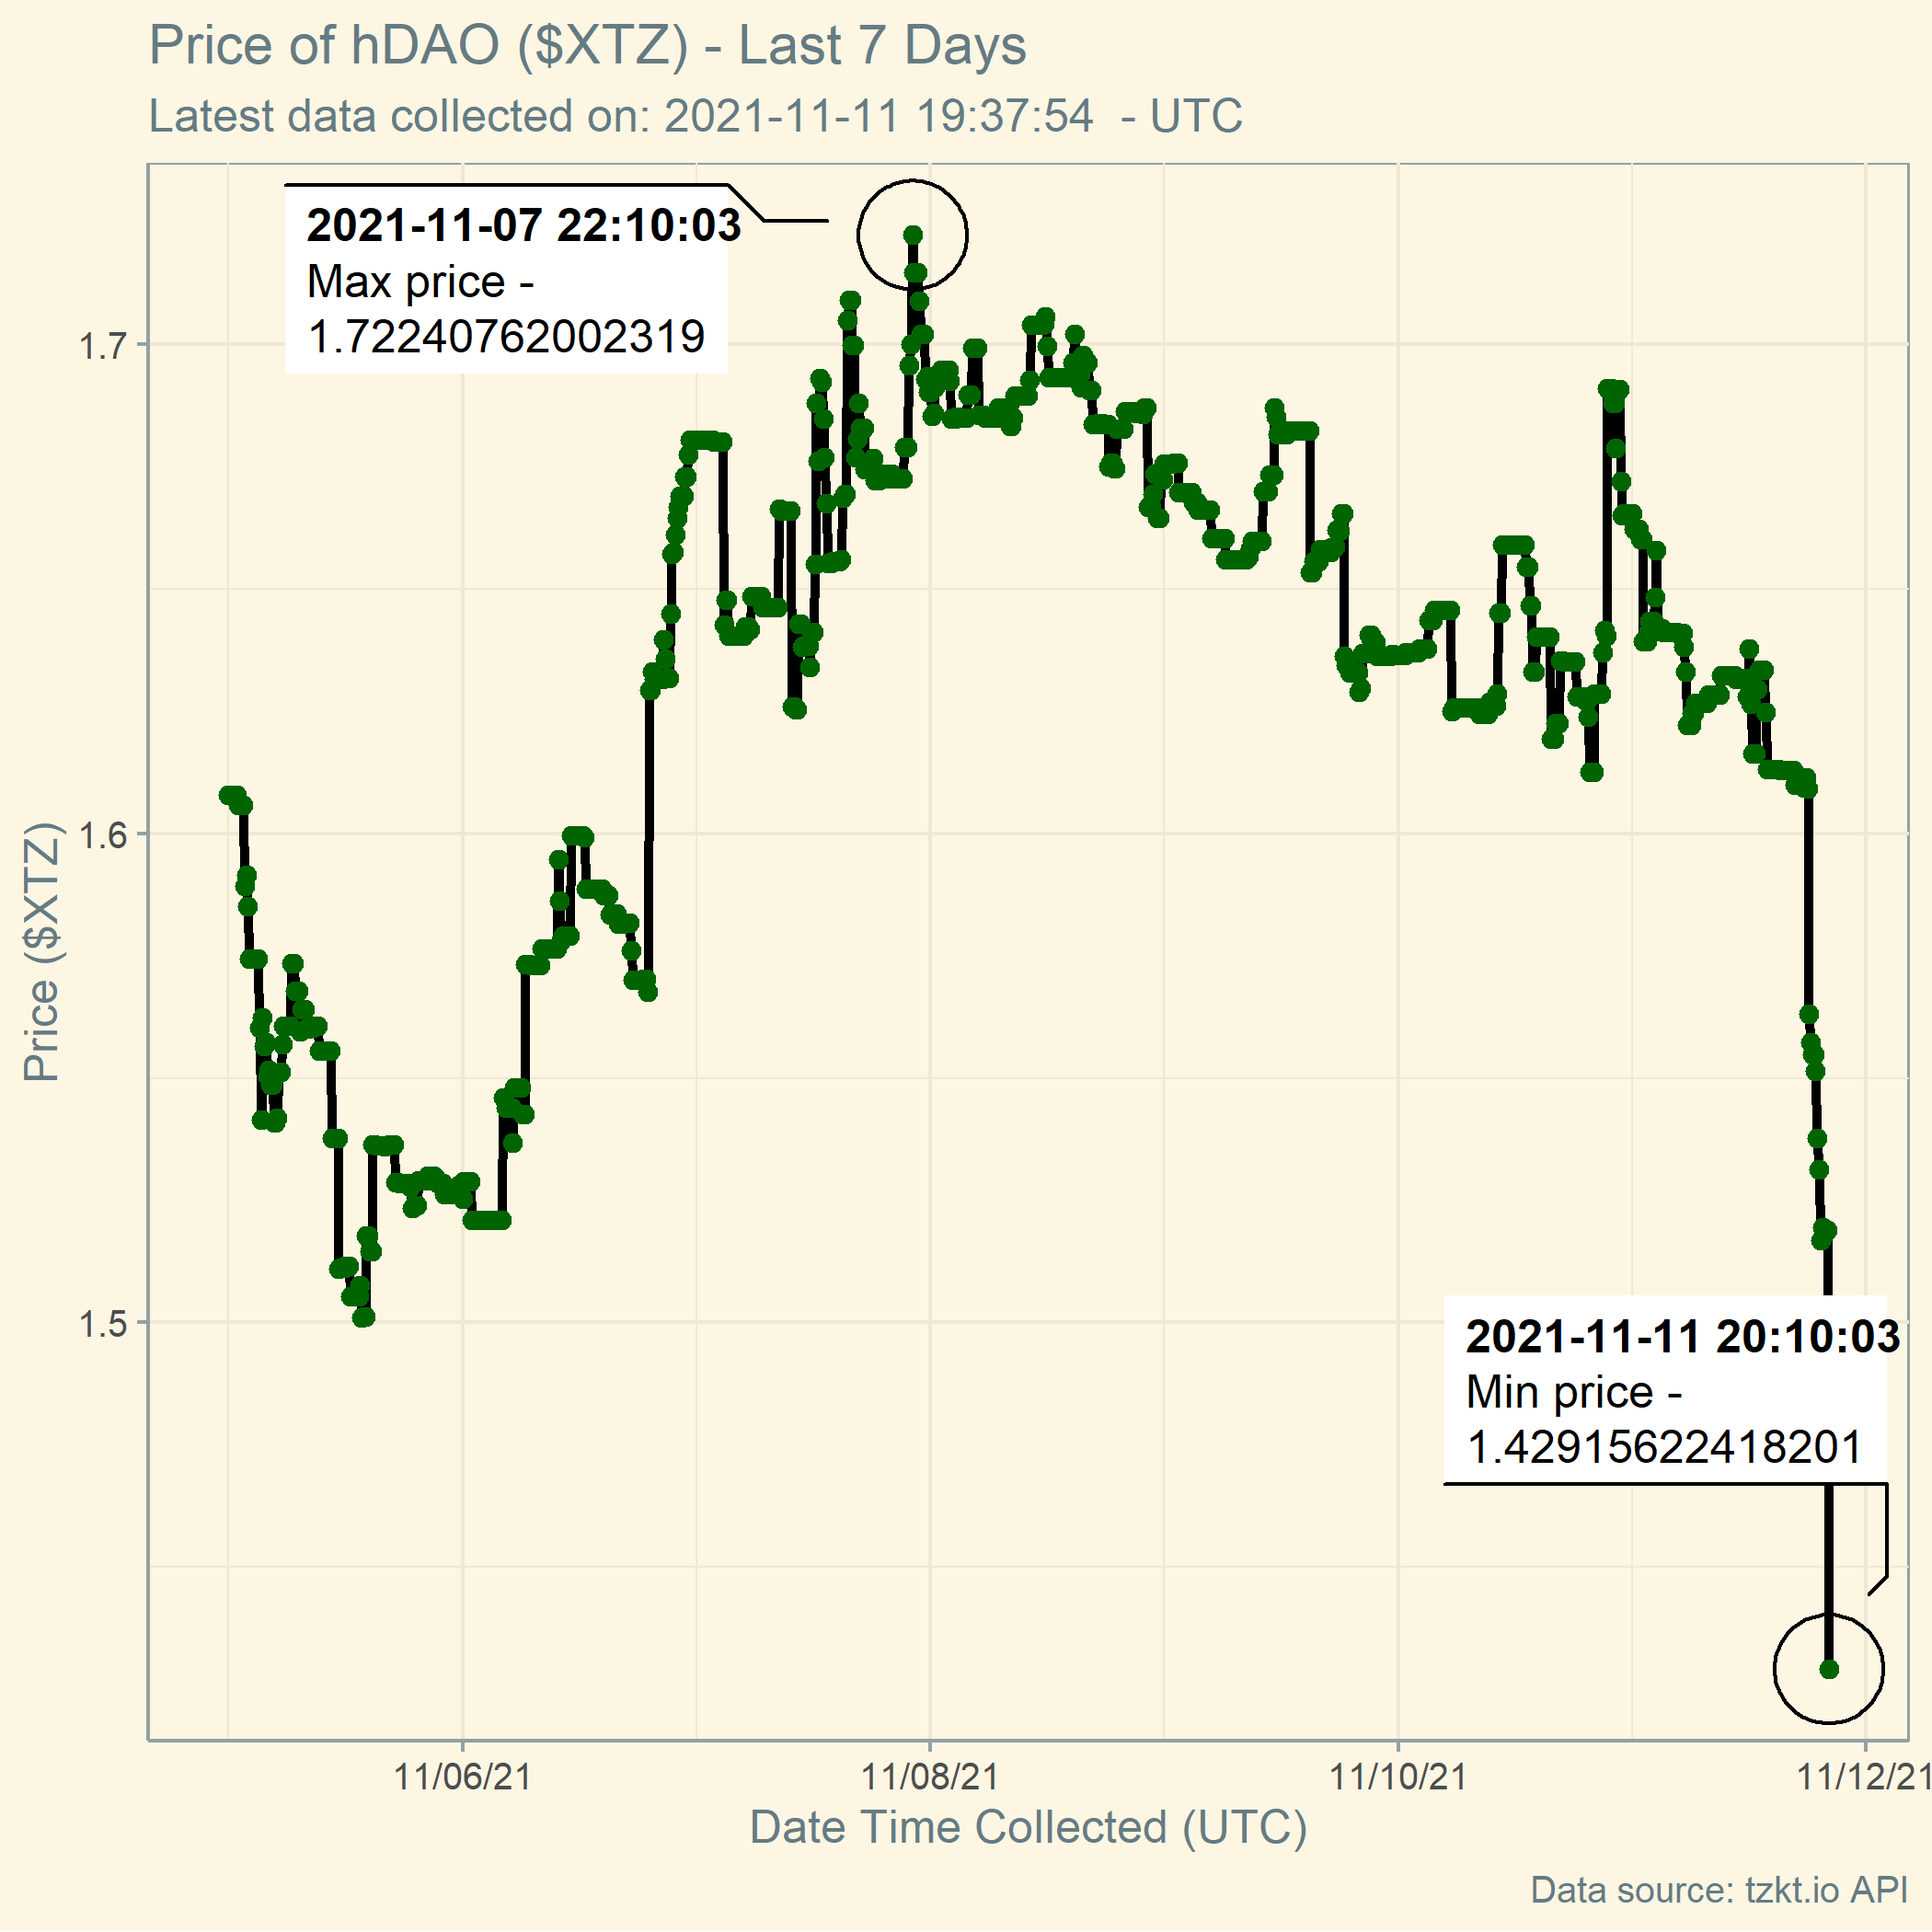 Price of hDAO ($XTZ) - Last 7 Days
Latest data collected on: 2021-11-11 19:37:54  - UTC
2021-11-07 22:10:03
Max price -
1.72240762002319
1.7
1.6
1.5
Price ($XTZ)
2021-11-11 20:10:03
Min price -
1.42915622418201
11/06/21
11/08/21
11/10/21
11/12/21
Date Time Collected (UTC)
Data source: tzkt.io API